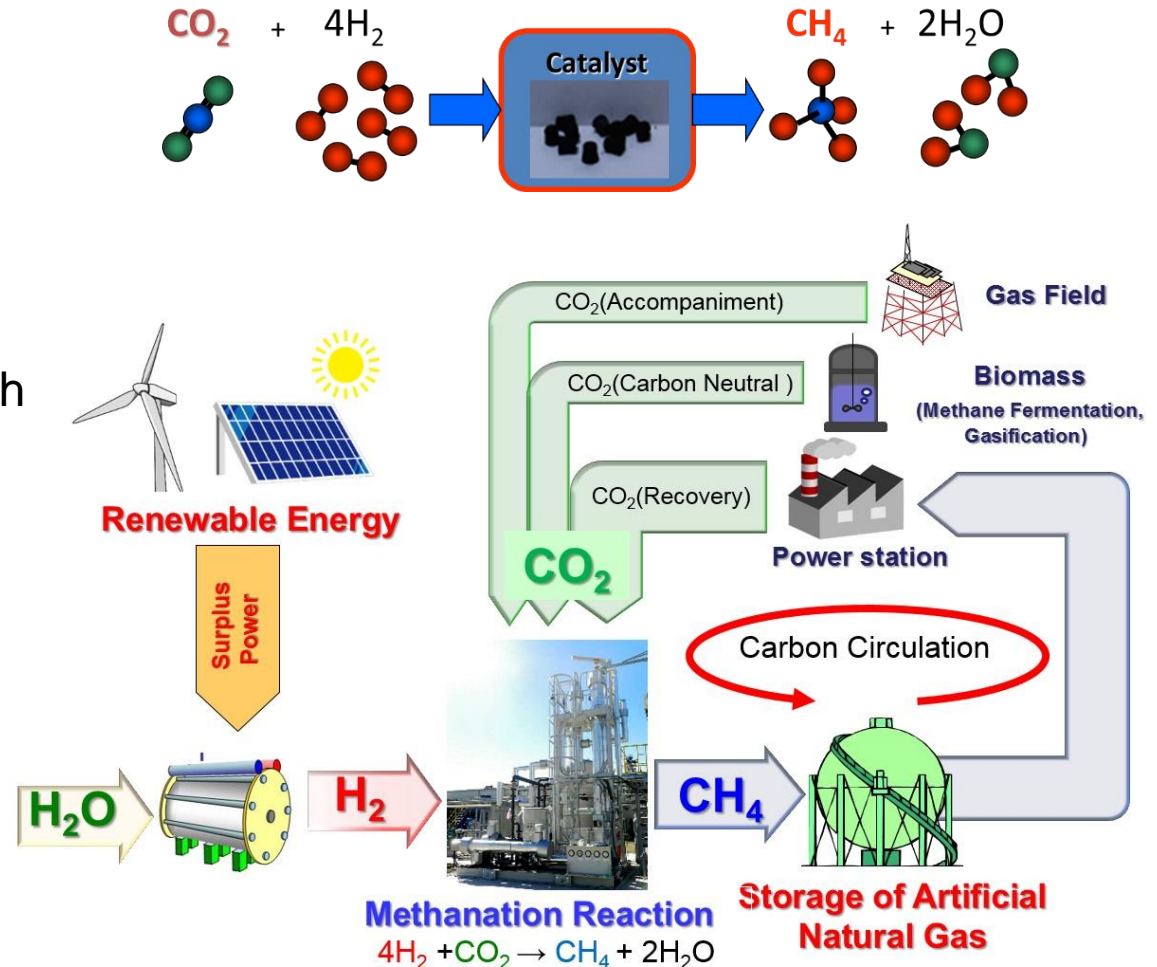 CO₂ + 4H₂
Catalyst
CH₄ + 2H₂O
CO₂(Accompaniment)
Gas Field
h
CO₂(Carbon Neutral )
Biomass
(Methane Fermentation,
Gasification)
CO₂(Recovery)
Renewable Energy
Power station
CO₂
Surplus
Power
Carbon Circulation
H₂O
H₂
CH₄
Methanation Reaction
4H₂ +CO₂ → CH₄ + 2H₂O
Storage of Artificial
Natural Gas